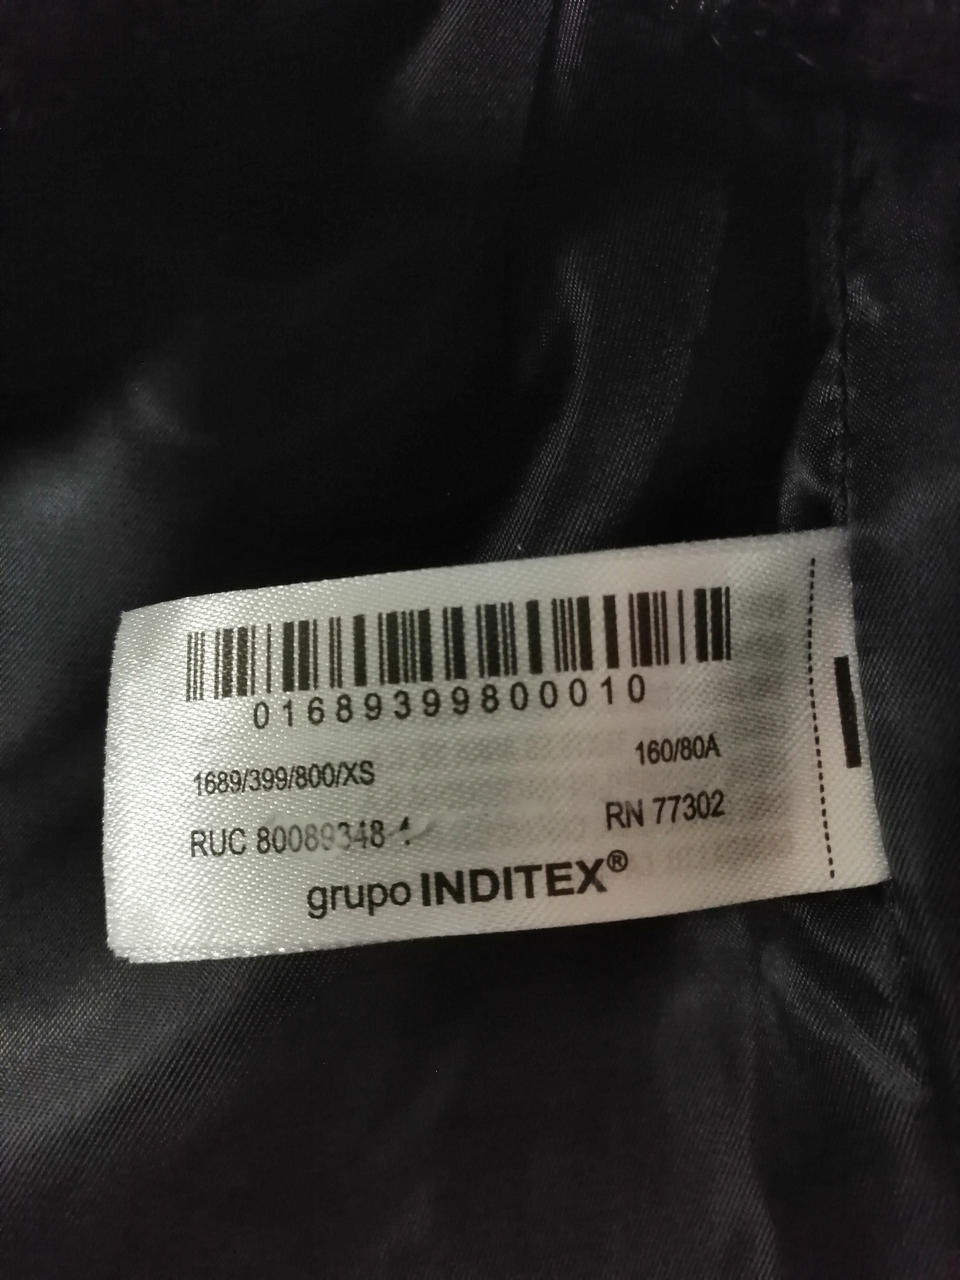 01689399800010
1689/399/800/XS 160/80A
RUC 80089348 RN 77302
grupo INDITEX®